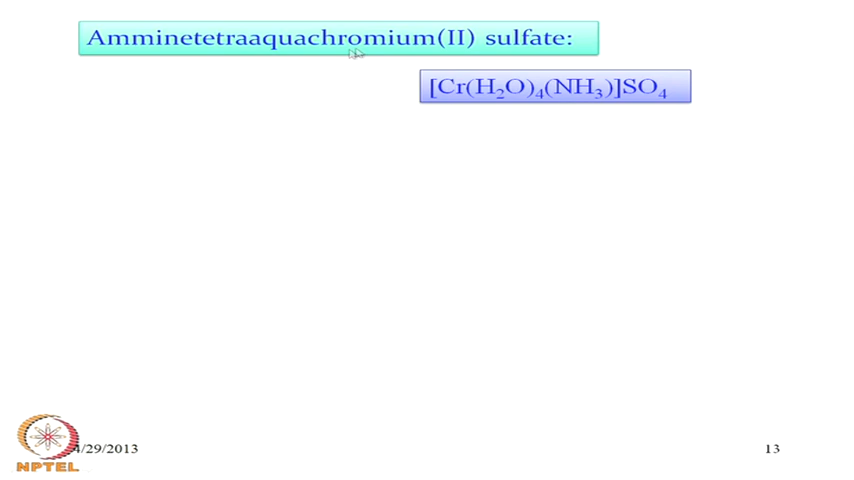 Amminetetraaquachromium(II) sulfate:
[Cr(H₂O)₄(NH₃)]SO₄
4/29/2013
13
NPTEL